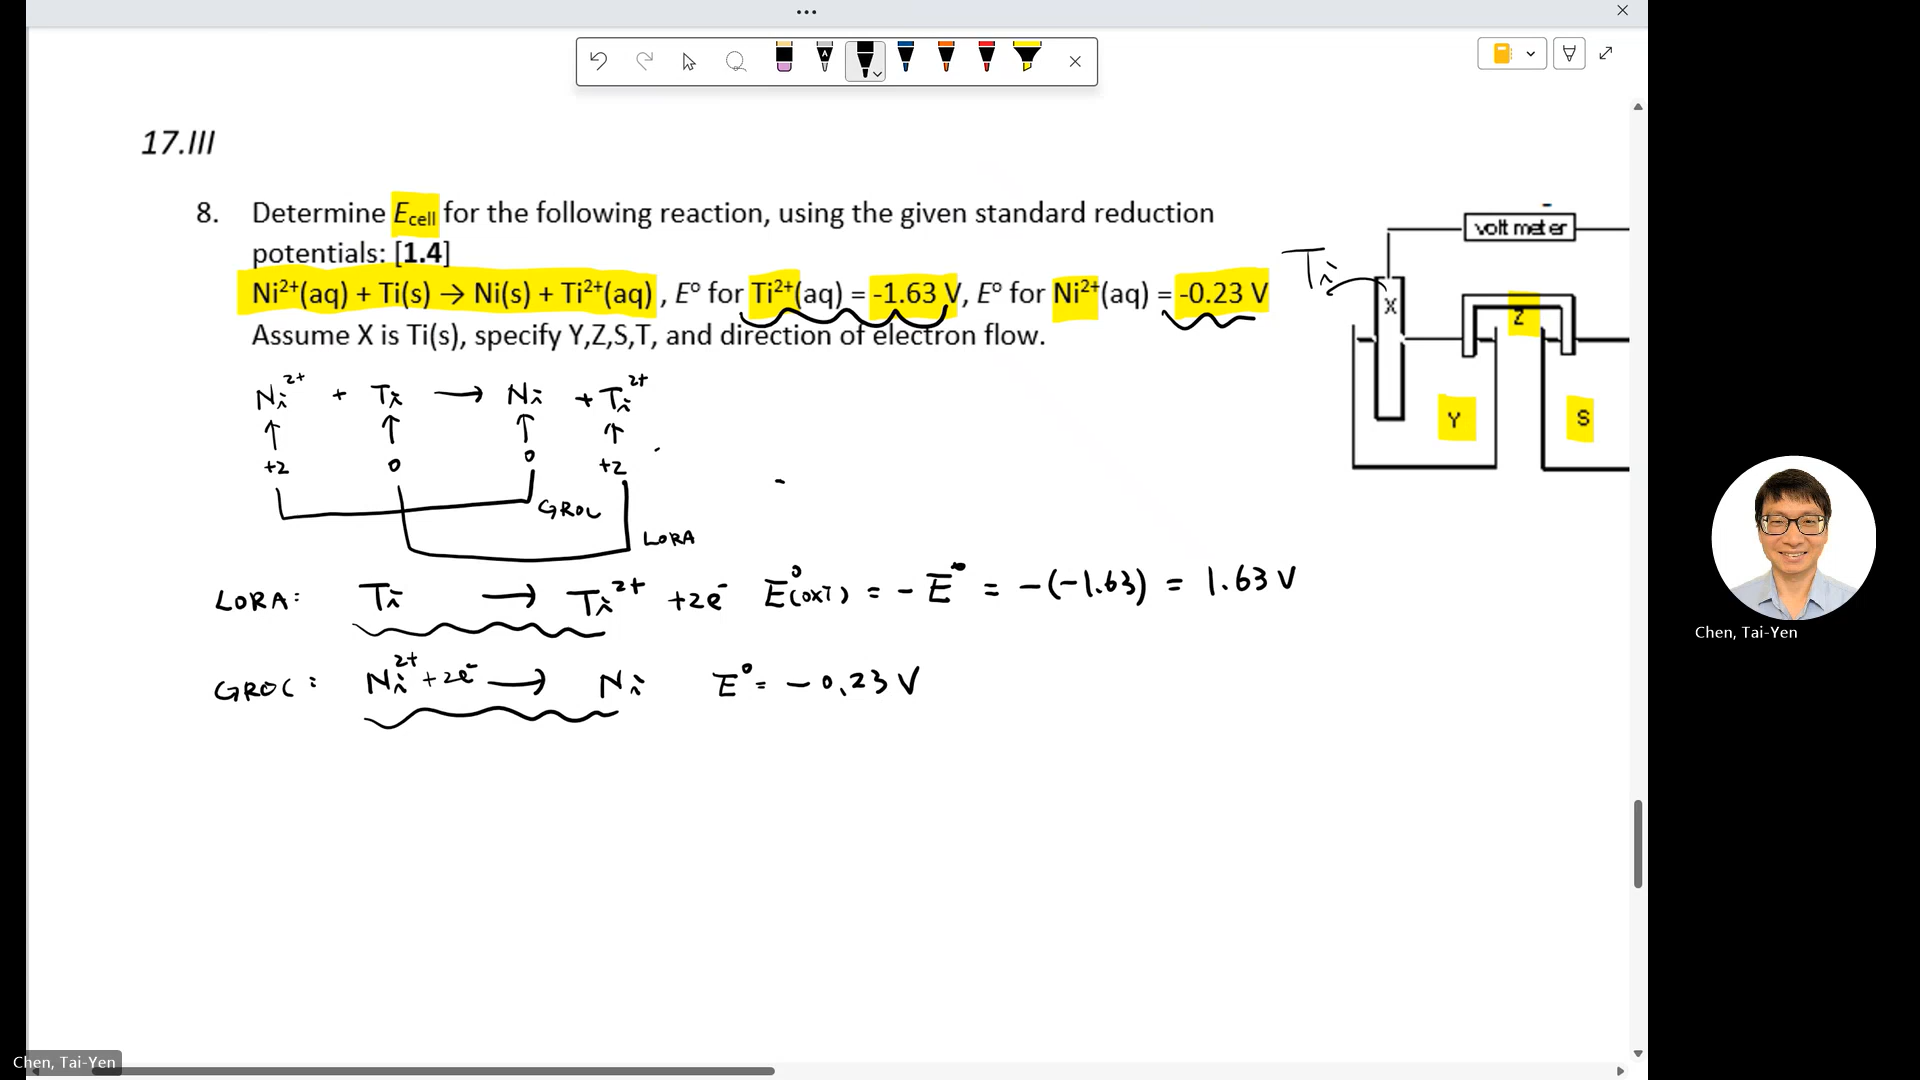 17.III
8. Determine Ecell for the following reaction, using the given standard reduction
potentials: [1.4]
Ni²⁺(aq) + Ti(s) → Ni(s) + Ti²⁺(aq) , E° for Ti²⁺(aq) = -1.63 V, E° for Ni²⁺(aq) = -0.23 V
Assume X is Ti(s), specify Y,Z,S,T, and direction of electron flow.
volt meter
Ti
X
Z
Y
S
Ni²⁺ + Ti → Ni + Ti²⁺
↑ ↑ ↑ ↑
+2 0 0 +2
GROC
LORA
LORA: Ti → Ti²⁺ +2e⁻ E°(OXI) = - E° = -(-1.63) = 1.63 V
GROC: Ni²⁺ +2e⁻ → Ni E° = -0.23 V
Chen, Tai-Yen
Chen, Tai-Yen